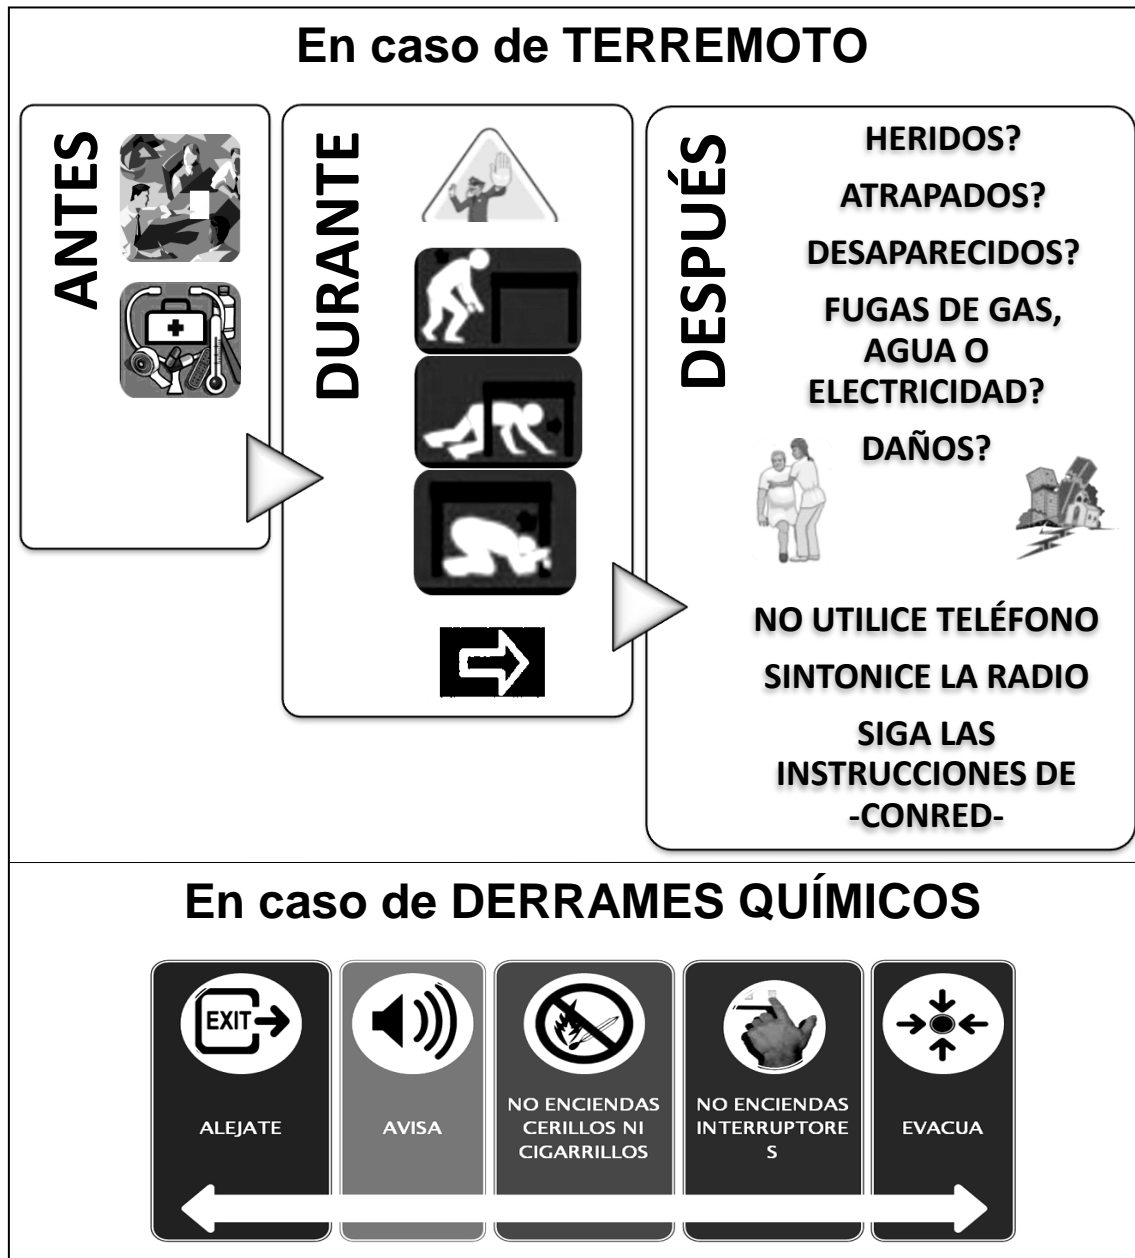 En caso de TERREMOTO
ANTES
DURANTE
DESPUÉS
HERIDOS?
ATRAPADOS?
DESAPARECIDOS?
FUGAS DE GAS,
AGUA O
ELECTRICIDAD?
DAÑOS?
NO UTILICE TELÉFONO
SINTONICE LA RADIO
SIGA LAS
INSTRUCCIONES DE
-CONRED-
En caso de DERRAMES QUÍMICOS
EXIT
ALEJATE
AVISA
NO ENCIENDAS
CERILLOS NI
CIGARRILLOS
NO ENCIENDAS
INTERRUPTORE
S
EVACUA